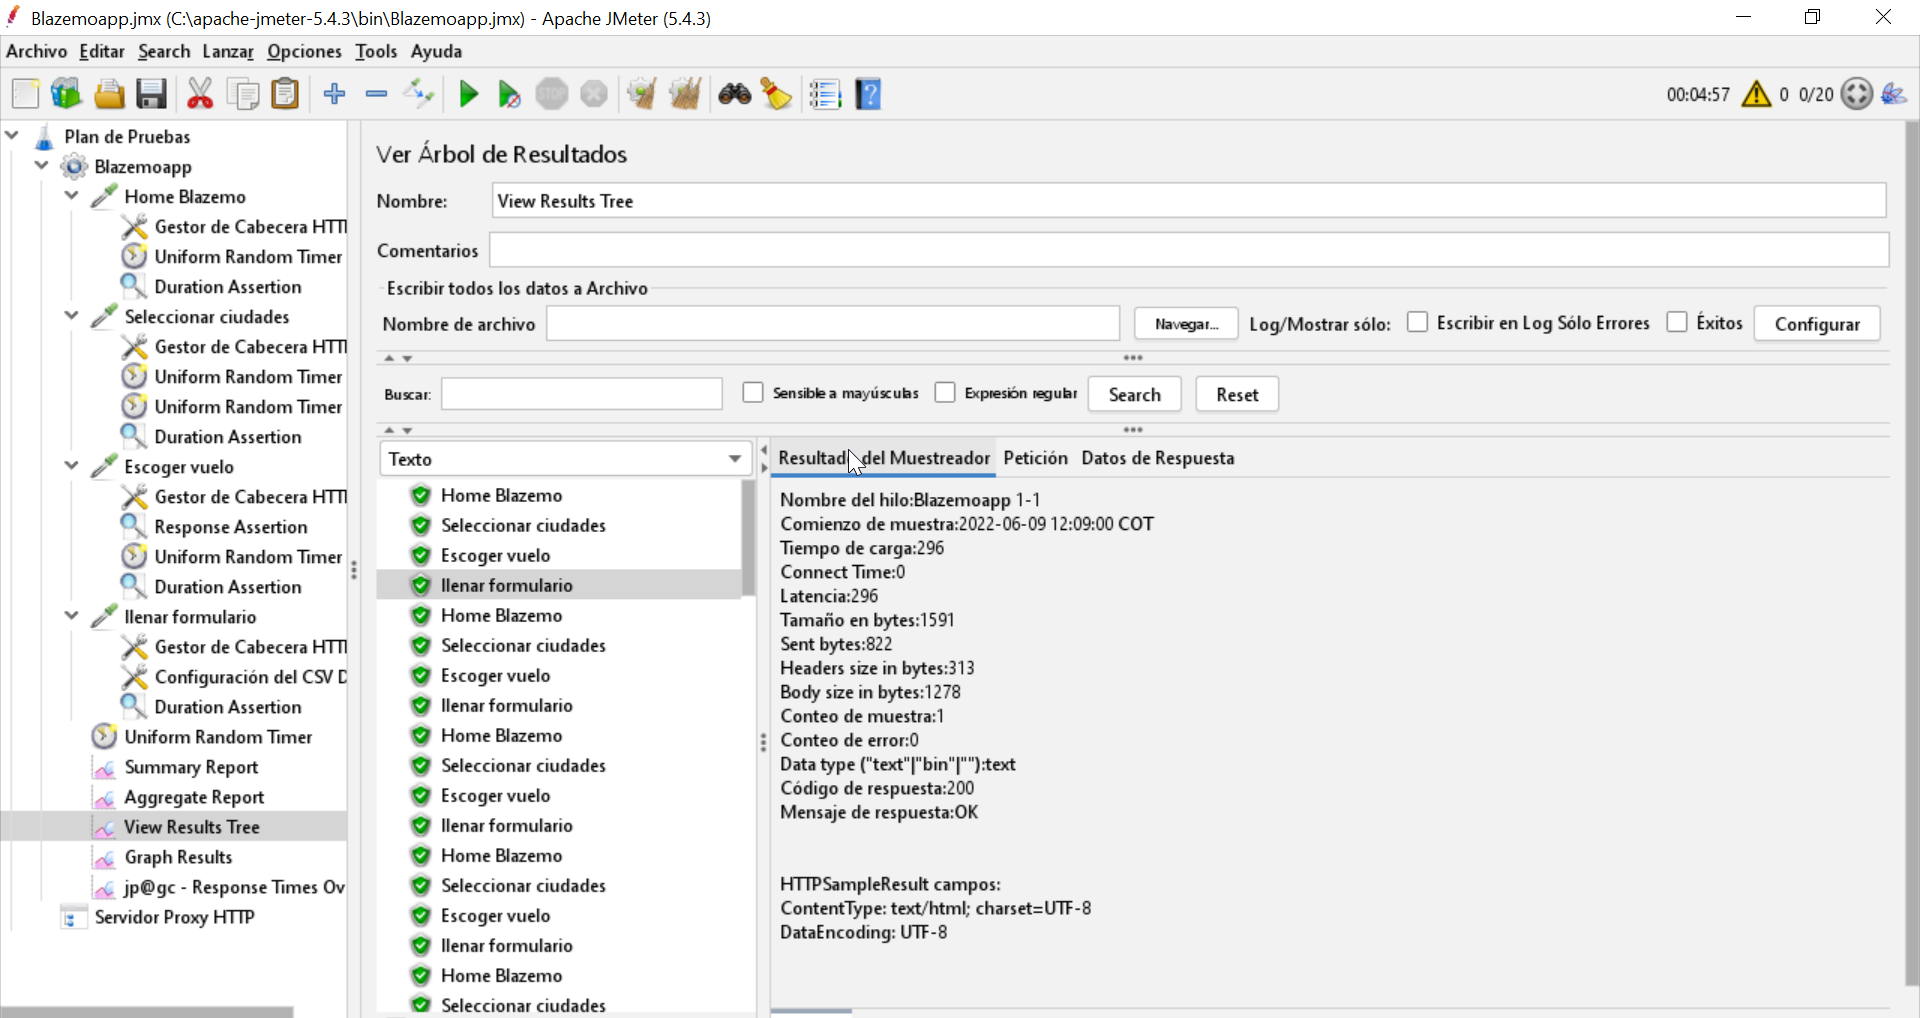 Blazemoapp.jmx (C:\apache-jmeter-5.4.3\bin\Blazemoapp.jmx) - Apache JMeter (5.4.3)
Archivo Editar Search Lanzar Opciones Tools Ayuda
STOP
00:04:57 0 0/20
Plan de Pruebas
Blazemoapp
Home Blazemo
Gestor de Cabecera HTT
Uniform Random Timer
Duration Assertion
Seleccionar ciudades
Gestor de Cabecera HTT
Uniform Random Timer
Uniform Random Timer
Duration Assertion
Escoger vuelo
Gestor de Cabecera HTT
Response Assertion
Uniform Random Timer
Duration Assertion
llenar formulario
Gestor de Cabecera HTT
Configuración del CSV D
Duration Assertion
Uniform Random Timer
Summary Report
Aggregate Report
View Results Tree
Graph Results
jp@gc - Response Times Ov
Servidor Proxy HTTP
Ver Árbol de Resultados
Nombre: View Results Tree
Comentarios
Escribir todos los datos a Archivo
Nombre de archivo Navegar... Log/Mostrar sólo: Escribir en Log Sólo Errores Éxitos Configurar
Buscar: Sensible a mayúsculas Expresión regular Search Reset
Texto
Home Blazemo
Seleccionar ciudades
Escoger vuelo
llenar formulario
Home Blazemo
Seleccionar ciudades
Escoger vuelo
llenar formulario
Home Blazemo
Seleccionar ciudades
Escoger vuelo
llenar formulario
Home Blazemo
Seleccionar ciudades
Escoger vuelo
llenar formulario
Home Blazemo
Seleccionar ciudades
Resultado del Muestreador Petición Datos de Respuesta
Nombre del hilo:Blazemoapp 1-1
Comienzo de muestra:2022-06-09 12:09:00 COT
Tiempo de carga:296
Connect Time:0
Latencia:296
Tamaño en bytes:1591
Sent bytes:822
Headers size in bytes:313
Body size in bytes:1278
Conteo de muestra:1
Conteo de error:0
Data type ("text"|"bin"|""):text
Código de respuesta:200
Mensaje de respuesta:OK
HTTPSampleResult campos:
ContentType: text/html; charset=UTF-8
DataEncoding: UTF-8